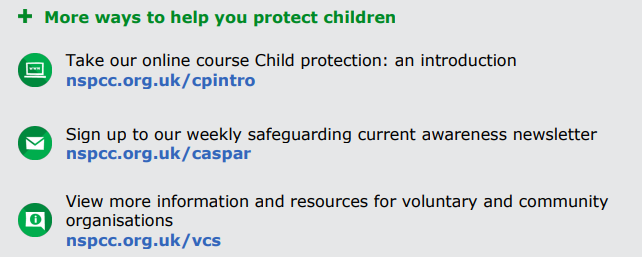 + More ways to help you protect children
Take our online course Child protection: an introduction
nspcc.org.uk/cpintro
Sign up to our weekly safeguarding current awareness newsletter
nspcc.org.uk/caspar
View more information and resources for voluntary and community
organisations
nspcc.org.uk/vcs